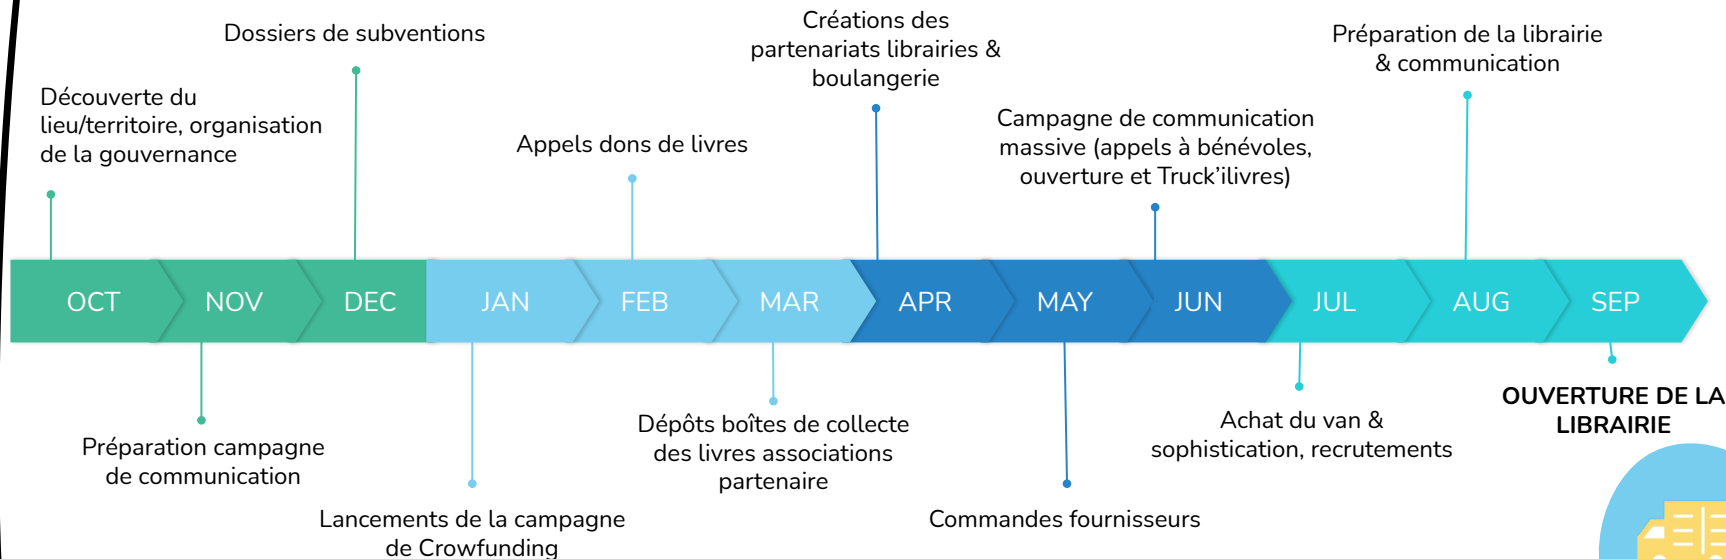 Dossiers de subventions
Découverte du
lieu/territoire, organisation
de la gouvernance
Appels dons de livres
Créations des
partenariats librairies &
boulangerie
Campagne de communication
massive (appels à bénévoles,
ouverture et Truck'ilivres)
Préparation de la librairie
& communication
OCT NOV DEC JAN FEB MAR APR MAY JUN JUL AUG SEP
Préparation campagne
de communication
Lancements de la campagne
de Crowfunding
Dépôts boîtes de collecte
des livres associations
partenaire
Commandes fournisseurs
Achat du van &
sophistication, recrutements
OUVERTURE DE LA
LIBRAIRIE